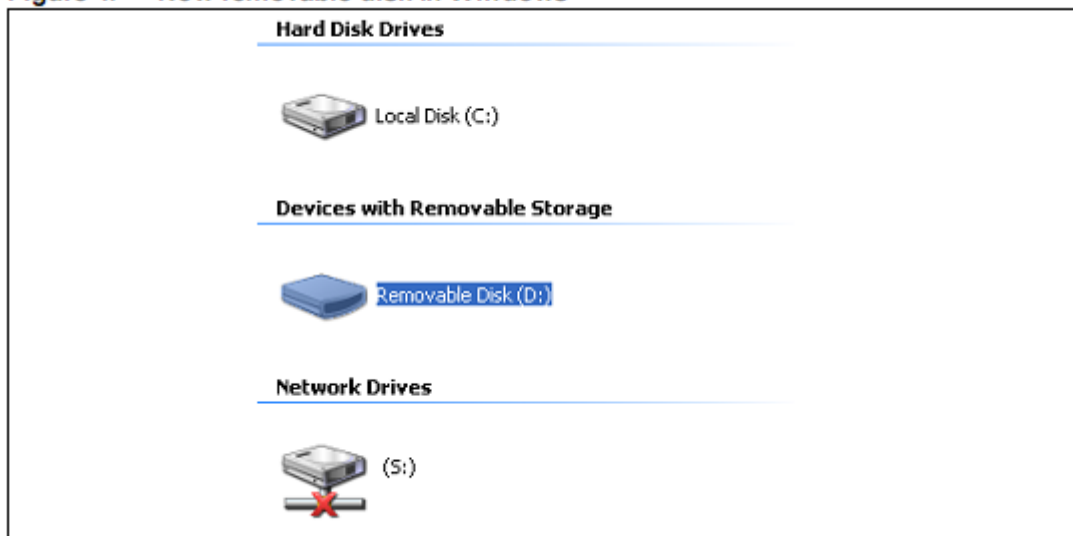 Hard Disk Drives
Local Disk (C:)
Devices with Removable Storage
Removable Disk (D:)
Network Drives
(S:)